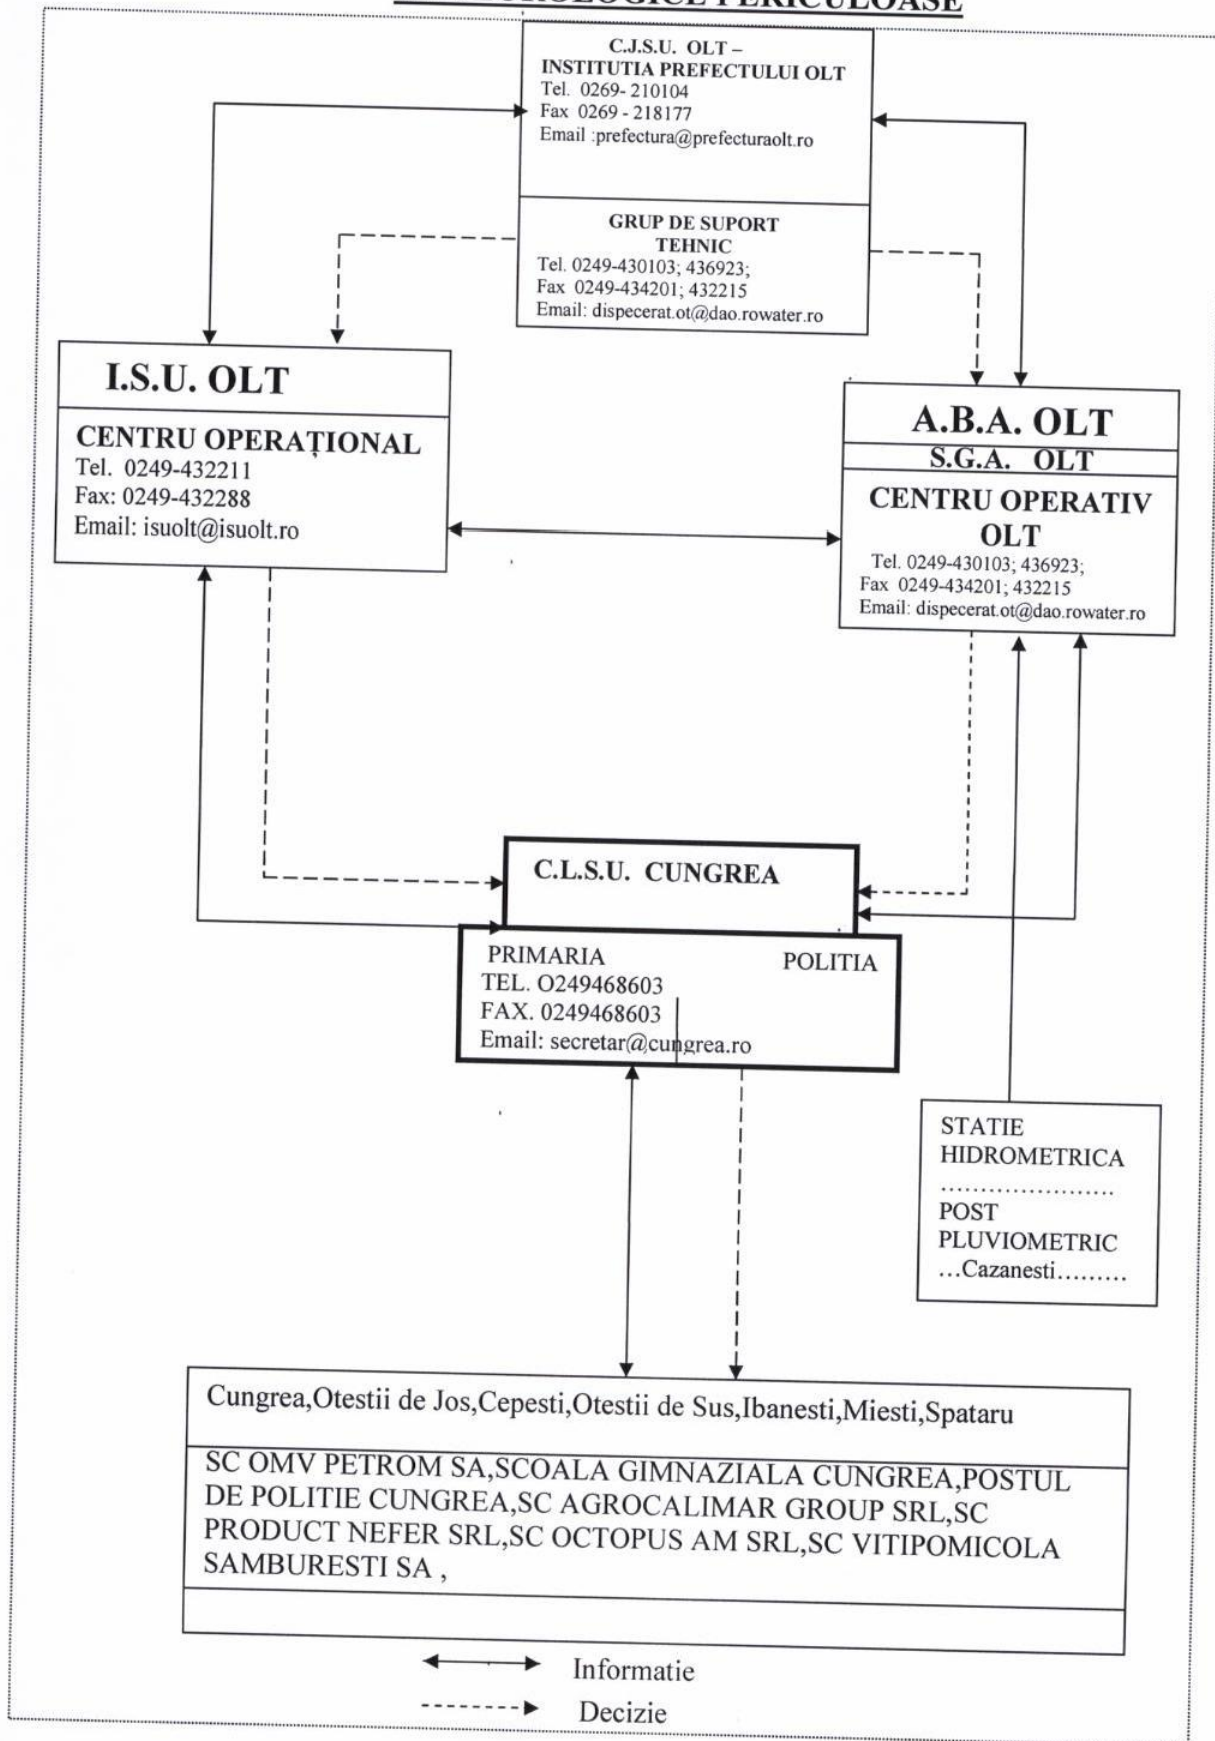 PERICULOASE
C.J.S.U. OLT –
INSTITUTIA PREFECTULUI OLT
Tel. 0269- 210104
Fax 0269 - 218177
Email :prefectura@prefecturaolt.ro
GRUP DE SUPORT
TEHNIC
Tel. 0249-430103; 436923;
Fax 0249-434201; 432215
Email: dispecerat.ot@dao.rowater.ro
I.S.U. OLT
CENTRU OPERAȚIONAL
Tel. 0249-432211
Fax: 0249-432288
Email: isuolt@isuolt.ro
A.B.A. OLT
S.G.A. OLT
CENTRU OPERATIV
OLT
Tel. 0249-430103; 436923;
Fax 0249-434201; 432215
Email: dispecerat.ot@dao.rowater.ro
C.L.S.U. CUNGREA
PRIMARIA POLITIA
TEL. O249468603
FAX. 0249468603
Email: secretar@cungrea.ro
STATIE
HIDROMETRICA
......................
POST
PLUVIOMETRIC
...Cazanesti.........
Cungrea,Otestii de Jos,Cepesti,Otestii de Sus,Ibanesti,Miesti,Spataru
SC OMV PETROM SA,SCOALA GIMNAZIALA CUNGREA,POSTUL
DE POLITIE CUNGREA,SC AGROCALIMAR GROUP SRL,SC
PRODUCT NEFER SRL,SC OCTOPUS AM SRL,SC VITIPOMICOLA
SAMBURESTI SA ,
Informatie
Decizie